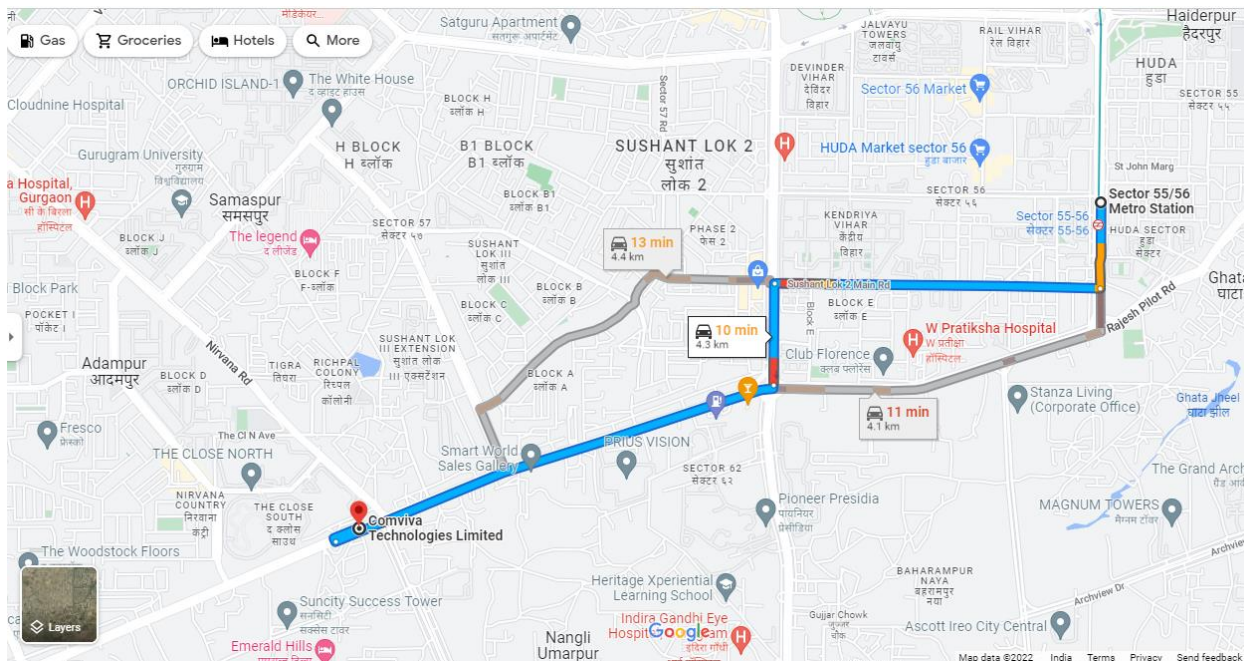 Gas
Groceries
Hotels
More
Satguru Apartment
सतगुरू अपार्टमेंट
JALVAYU
TOWERS
जलवायु
टावर्स
RAIL VIHAR
रेल विहार
Haiderpur
हैदरपुर
ORCHID ISLAND-1
The White House
द व्हाइट हाउस
Sector 57 Rd
DEVINDER
VIHAR
देविंदर
विहार
HUDA
हुडा
Cloudnine Hospital
BLOCK H
ब्लॉक H
Sector 56 Market
SECTOR 55
सेक्टर ५५
Gurugram University
गुरुग्राम
विश्वविद्यालय
H BLOCK
H ब्लॉक
B1 BLOCK
B1 ब्लॉक
SUSHANT LOK 2
सुशांत
लोक 2
HUDA Market sector 56
हुडा बाजार
St John Marg
a Hospital,
Gurgaon
सी के बिरला
हॉस्पिटल
Samaspur
समसपुर
BLOCK B1
ब्लॉक B1
SECTOR 56
सेक्टर ५६
Sector 55/56
Metro Station
Sector 55-56
सेक्टर 55-56
BLOCK J
ब्लॉक J
The legend
द लीजेंड
SECTOR 57
सेक्टर ५७
PHASE 2
फेस 2
KENDRIYA
VIHAR
केंद्रीय
विहार
HUDA SECTOR
हुडा
सेक्टर
SUSHANT
LOK III
सुशांत
लोक III
13 min
4.4 km
BLOCK F
F-ब्लॉक
BLOCK B
ब्लॉक B
Sushant Lok-2 Main Rd
Ghata
घाटा
i Block Park
BLOCK C
ब्लॉक C
BLOCK E
ब्लॉक E
Block E
Rajesh Pilot Rd
POCKET I
पॉकेट I
10 min
4.3 km
W Pratiksha Hospital
W प्रतीक्षा
हॉस्पिटल
Nirvana Rd
SUSHANT LOK
III EXTENSION
सुशांत लोक
III एक्सटेंशन
Adampur
आदमपुर
TIGRA
तिघरा
RICHPAL
COLONY
रिच्पल
कॉलोनी
Club Florence
क्लब फ्लोरेंस
BLOCK D
ब्लॉक D
BLOCK A
ब्लॉक A
Stanza Living
(Corporate Office)
Ghata Jheel
घाटा झील
11 min
4.1 km
Fresco
फ्रेस्को
The Cl N Ave
THE CLOSE NORTH
Smart World
Sales Gallery
PRIUS VISION
SECTOR 62
सेक्टर ६२
The Grand Arch
NIRVANA
COUNTRY
निरवाना
कंट्री
THE CLOSE
SOUTH
द क्लोस
साउथ
Pioneer Presidia
पायनियर
प्रेसीडिया
MAGNUM TOWERS
मैग्नम टॉवर
Comviva
Technologies Limited
The Woodstock Floors
Archview
BAHARAMPUR
NAYA
बहरामपुर
नया
Heritage Xperiential
Learning School
Archview Dr
Suncity Success Tower
सनसिटी
सक्सेस टावर
Gujjar Chowk
गुज्जर
चौक
Ascott Ireo City Central
Layers
Indira Gandhi Eye
Google
Emerald Hills
Nangli
Umarpur
Map data ©2022
India
Terms
Privacy
Send feedback